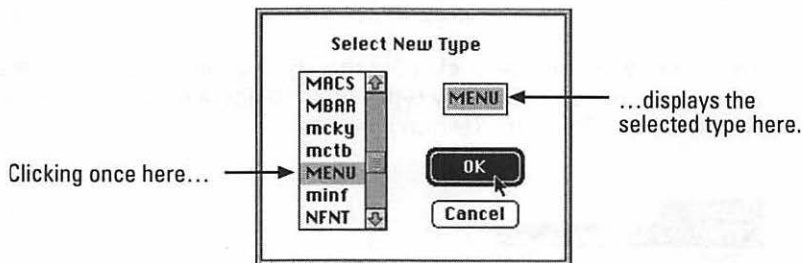 Select New Type
MACS
MBAR
mcky
mctb
MENU
minf
NFNT
MENU
OK
Cancel
Clicking once here...
...displays the
selected type here.